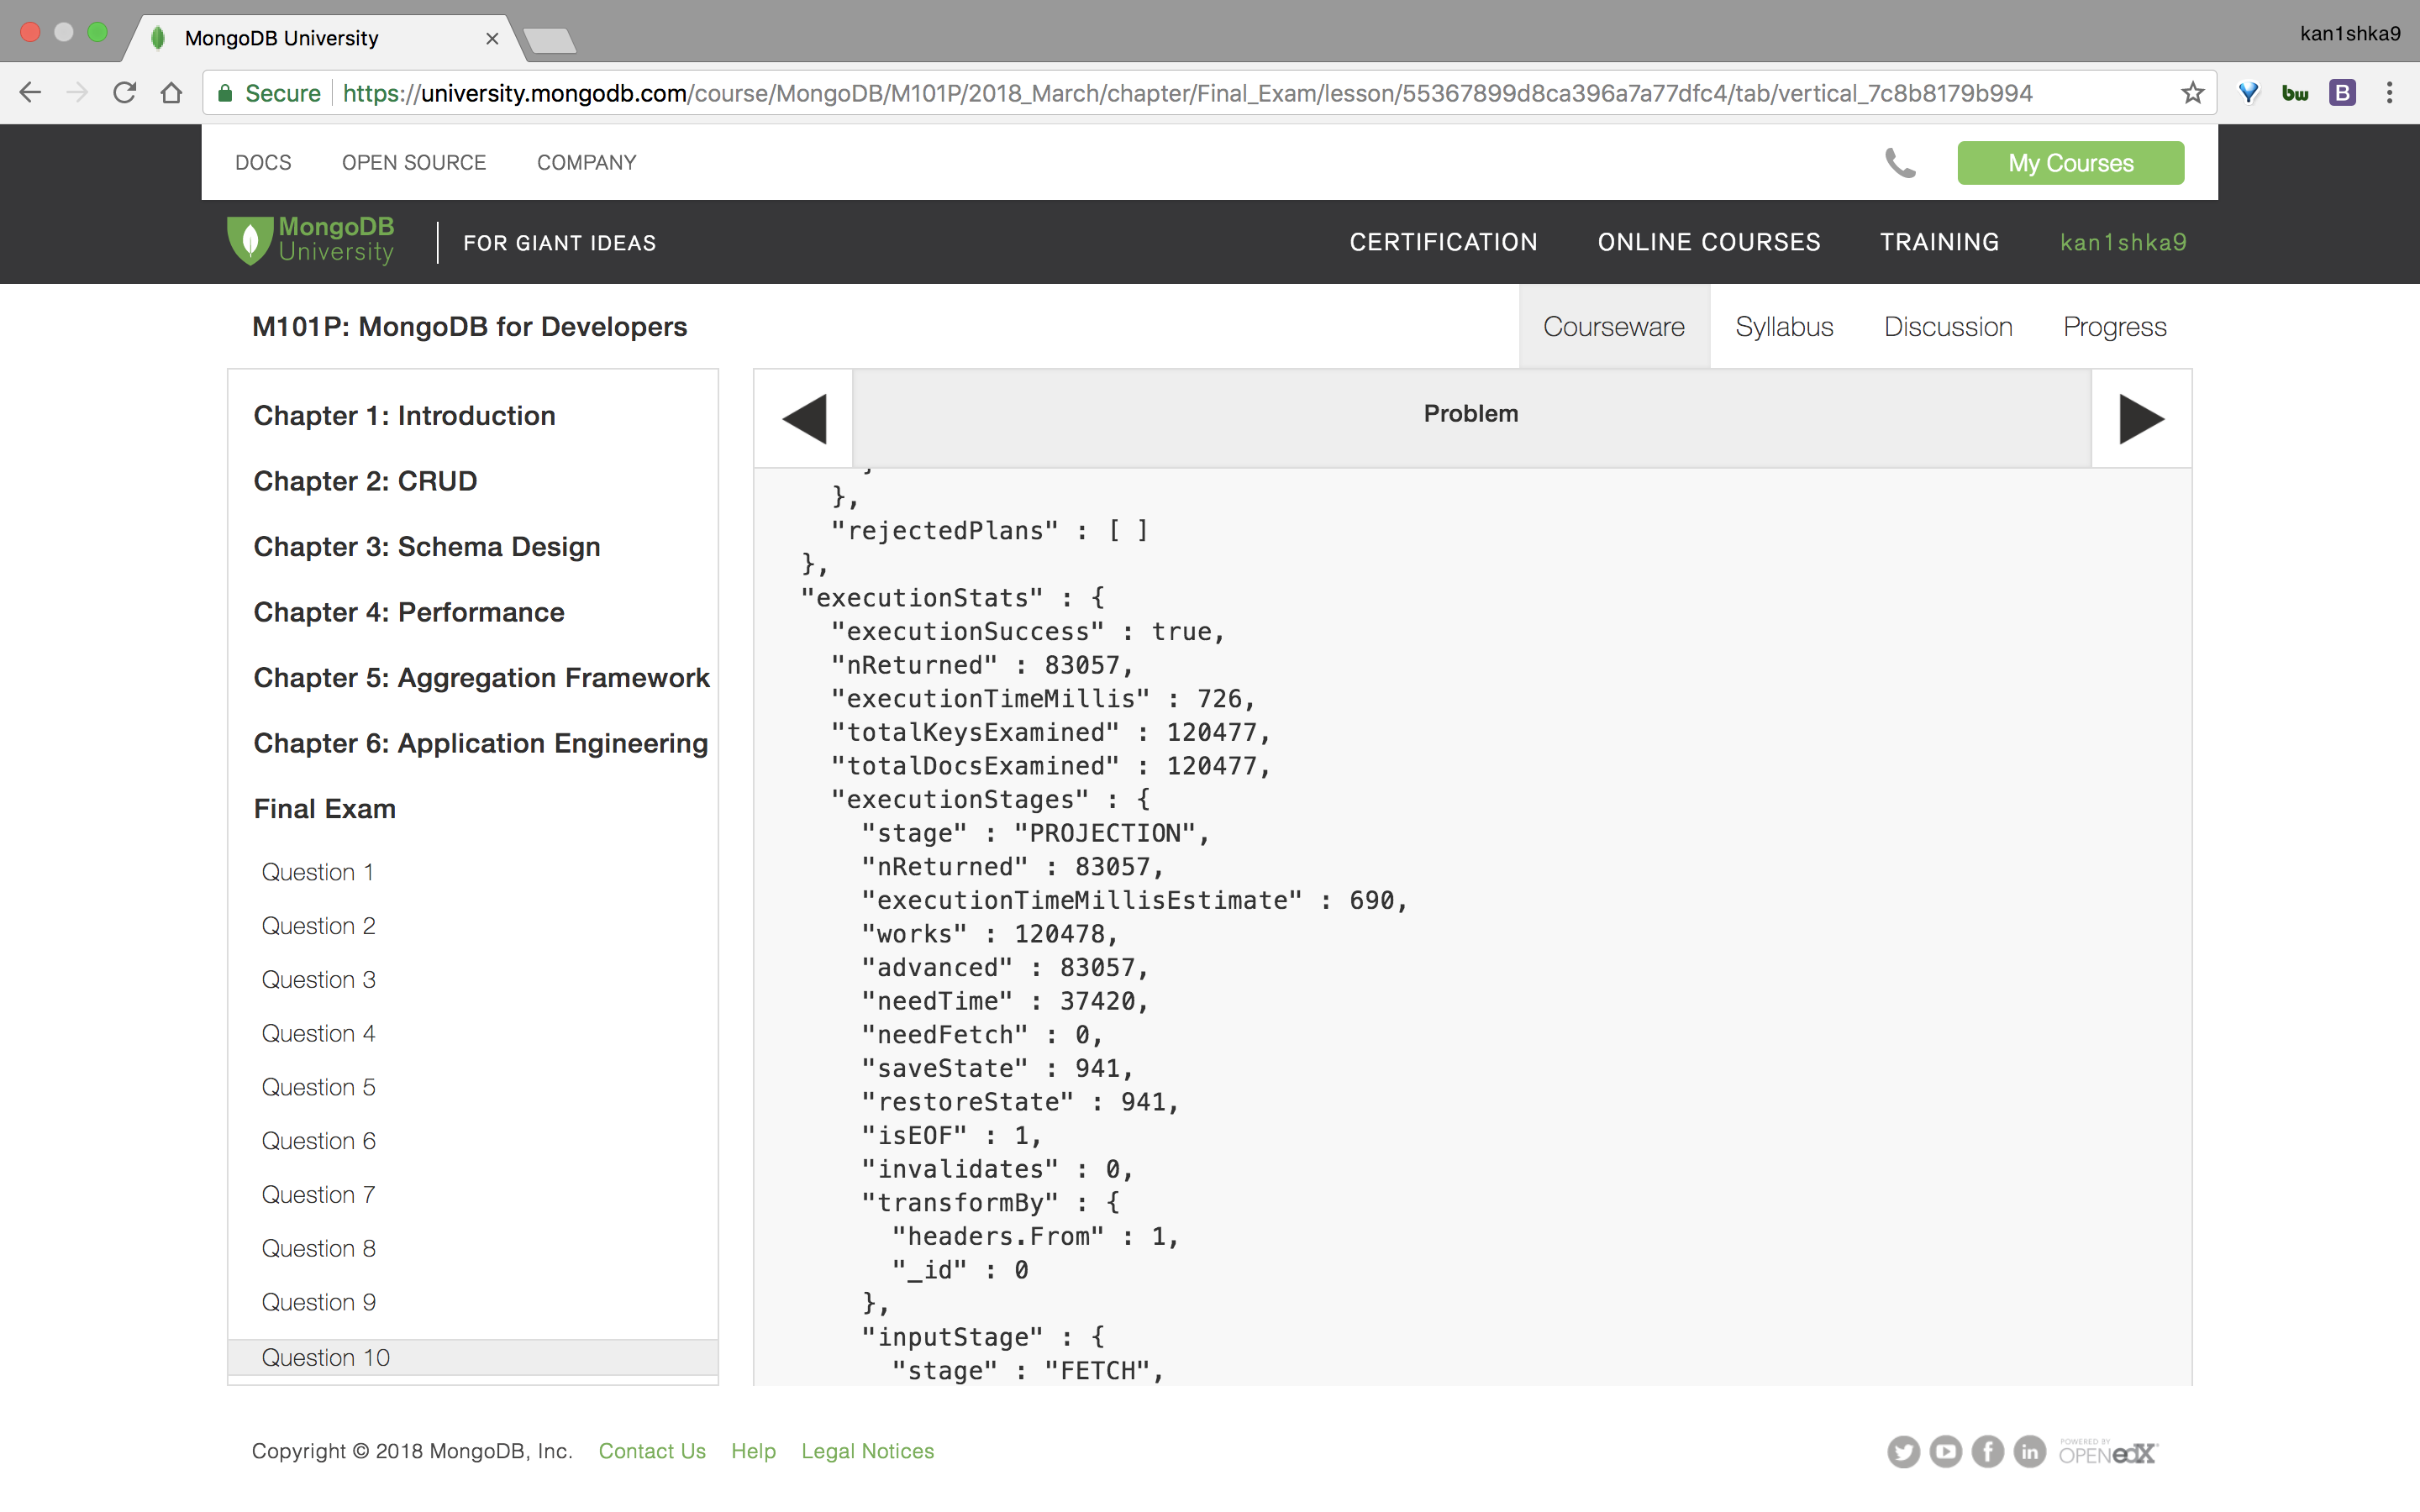 MongoDB University
kan1shka9
Secure https://university.mongodb.com/course/MongoDB/M101P/2018_March/chapter/Final_Exam/lesson/55367899d8ca396a7a77dfc4/tab/vertical_7c8b8179b994
bw
B
DOCS OPEN SOURCE COMPANY
My Courses
MongoDB University
FOR GIANT IDEAS
CERTIFICATION ONLINE COURSES TRAINING kan1shka9
M101P: MongoDB for Developers
Courseware Syllabus Discussion Progress
Chapter 1: Introduction
Chapter 2: CRUD
Chapter 3: Schema Design
Chapter 4: Performance
Chapter 5: Aggregation Framework
Chapter 6: Application Engineering
Final Exam
Question 1
Question 2
Question 3
Question 4
Question 5
Question 6
Question 7
Question 8
Question 9
Question 10
Problem
},
"rejectedPlans" : [ ]
},
"executionStats" : {
"executionSuccess" : true,
"nReturned" : 83057,
"executionTimeMillis" : 726,
"totalKeysExamined" : 120477,
"totalDocsExamined" : 120477,
"executionStages" : {
"stage" : "PROJECTION",
"nReturned" : 83057,
"executionTimeMillisEstimate" : 690,
"works" : 120478,
"advanced" : 83057,
"needTime" : 37420,
"needFetch" : 0,
"saveState" : 941,
"restoreState" : 941,
"isEOF" : 1,
"invalidates" : 0,
"transformBy" : {
"headers.From" : 1,
"_id" : 0
},
"inputStage" : {
"stage" : "FETCH",
Copyright © 2018 MongoDB, Inc. Contact Us Help Legal Notices
POWERED BY
OPEN edX